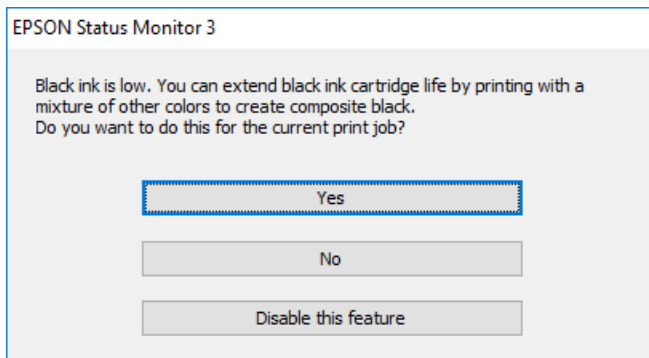 EPSON Status Monitor 3
Black ink is low. You can extend black ink cartridge life by printing with a
mixture of other colors to create composite black.
Do you want to do this for the current print job?
Yes
No
Disable this feature